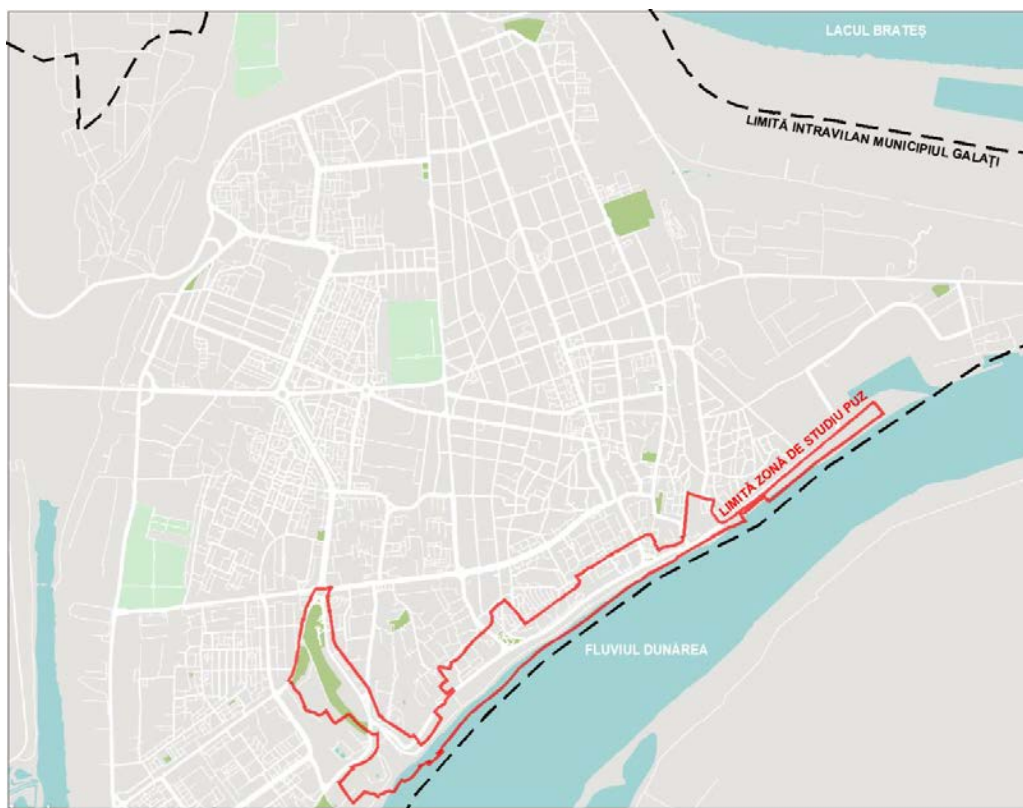 LACUL BRATEȘ
LIMITĂ INTRAVILAN MUNICIPIUL GALAȚI
LIMITĂ ZONĂ DE STUDIU PUZ
FLUVIUL DUNĂREA